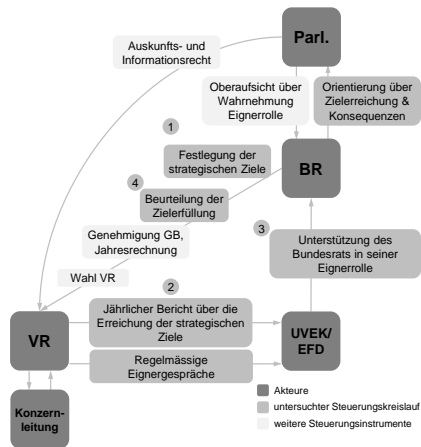 Parl.
Auskunfts- und
Informationsrecht
Oberaufsicht über
Wahrnehmung
Eignerrolle
Orientierung über
Zielerreichung &
Konsequenzen
1
Festlegung der
strategischen Ziele
BR
4
Beurteilung der
Zielerfüllung
3
Genehmigung GB,
Jahresrechnung
Unterstützung des
Bundesrats in seiner
Eignerrolle
Wahl VR
2
Jährlicher Bericht über die
Erreichung der strategischen
Ziele
VR
UVEK/
EFD
Regelmässige
Eignergespräche
Konzern-
leitung
Akteure
untersuchter Steuerungskreislauf
weitere Steuerungsinstrumente